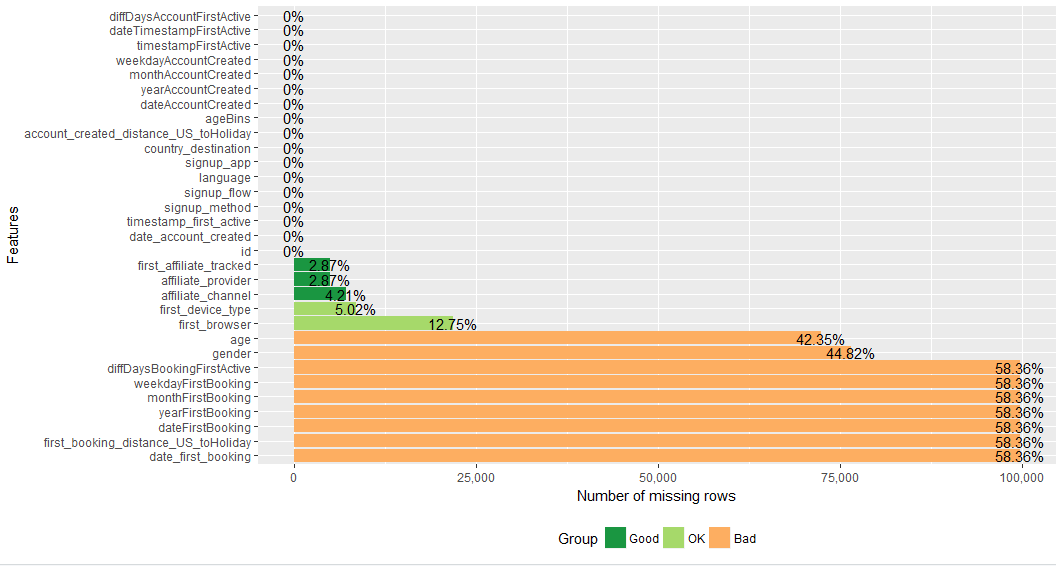 diffDaysAccountFirstActive 0%
dateTimestampFirstActive 0%
timestampFirstActive 0%
weekdayAccountCreated 0%
monthAccountCreated 0%
yearAccountCreated 0%
dateAccountCreated 0%
ageBins 0%
account_created_distance_US_toHoliday 0%
country_destination 0%
signup_app 0%
language 0%
signup_flow 0%
signup_method 0%
timestamp_first_active 0%
date_account_created 0%
id 0%
first_affiliate_tracked 2.87%
affiliate_provider 2.87%
affiliate_channel 4.21%
first_device_type 5.02%
first_browser 12.75%
age 42.35%
gender 44.82%
diffDaysBookingFirstActive 58.36%
weekdayFirstBooking 58.36%
monthFirstBooking 58.36%
yearFirstBooking 58.36%
dateFirstBooking 58.36%
first_booking_distance_US_toHoliday 58.36%
date_first_booking 58.36%
Features
0 25,000 50,000 75,000 100,000
Number of missing rows
Group Good OK Bad